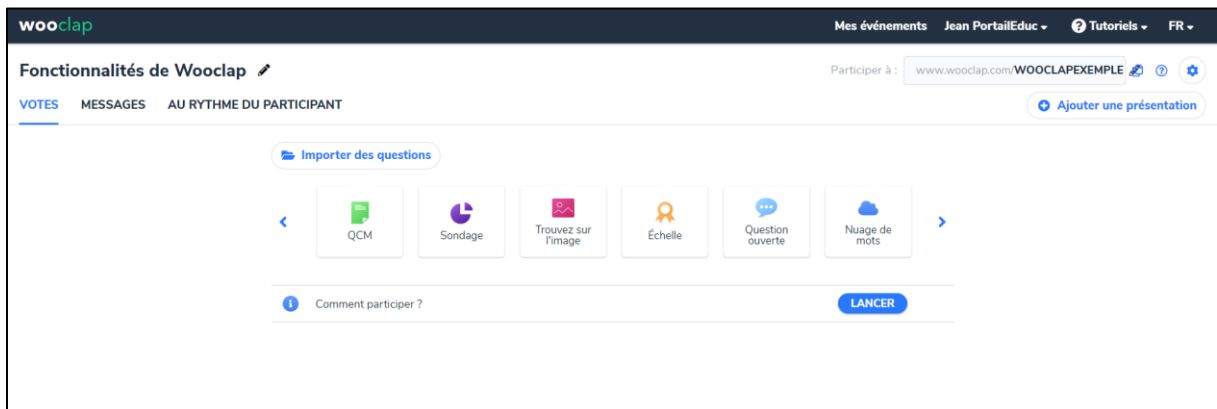 wooclap
Mes événements Jean PortailEduc Tutoriels FR
Fonctionnalités de Wooclap
Participer à : www.wooclap.com/WOOCLAPEXEMPLE
VOTES MESSAGES AU RYTHME DU PARTICIPANT
Ajouter une présentation
Importer des questions
QCM
Sondage
Trouvez sur
l'image
Échelle
Question
ouverte
Nuage de
mots
Comment participer ?
LANCER